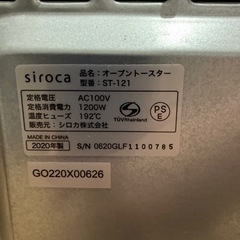 siroca
品名：オーブントースター
型番：ST-121
定格電圧 AC100V
定格消費電力 1200W
温度ヒューズ 192℃
販売元：シロカ株式会社
TÜVRheinland
PS
E
MADE IN CHINA
2020年製
S/N 0620GLF1100785
GO220X00626